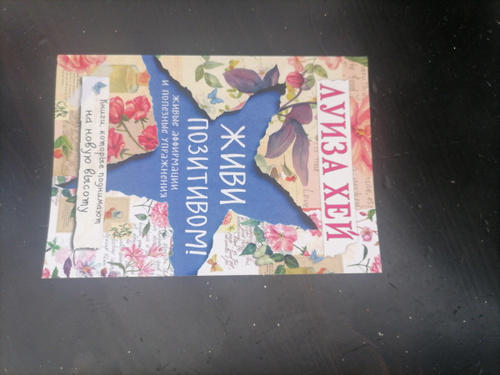 ЛУИЗА ХЕЙ
ЖИВИ
ПОЗИТИВОМ!
живые аффирмации
и полезные упражнения
Книги, которые поднимают
на новую высоту